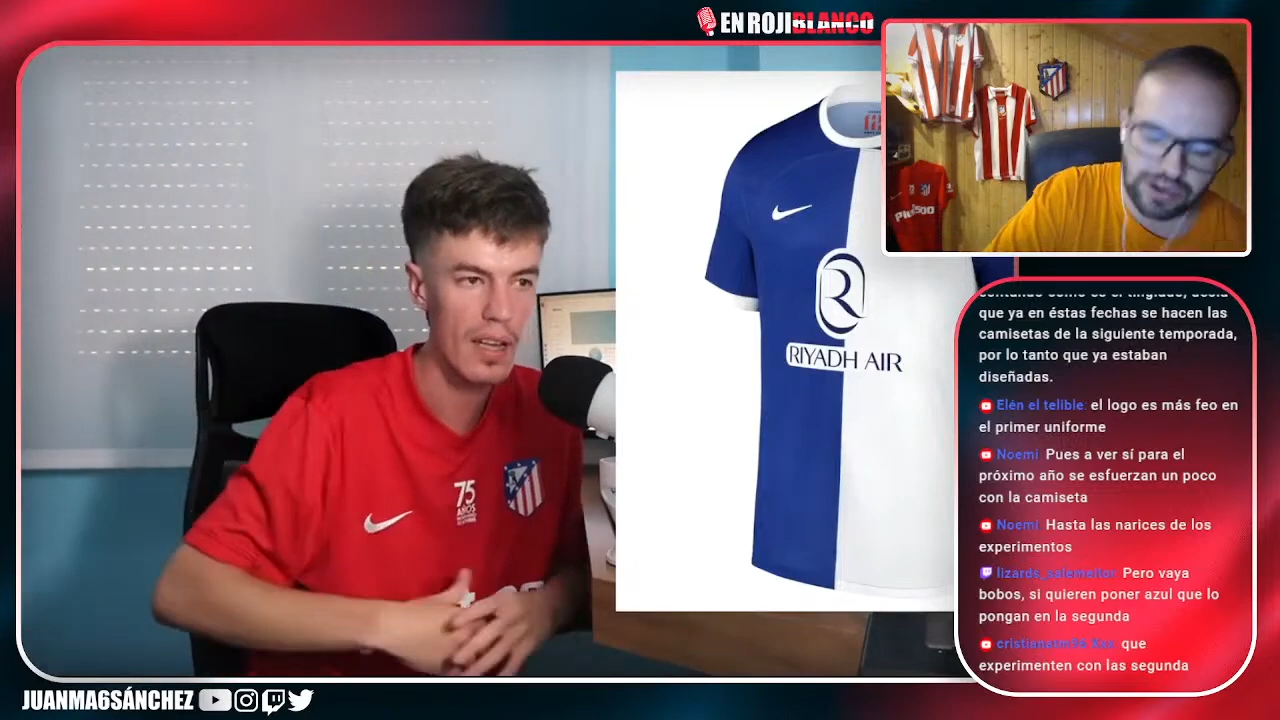 EN ROJIBLANCO
RIYADH AIR
75
AÑOS
que ya en éstas fechas se hacen las
camisetas de la siguiente temporada,
por lo tanto que ya estaban
diseñadas.
Elén el telible: el logo es más feo en
el primer uniforme
Noemi: Pues a ver sí para el
próximo año se esfuerzan un poco
con la camiseta
Noemi: Hasta las narices de los
experimentos
Pero vaya
bobos, si quieren poner azul que lo
pongan en la segunda
que
experimenten con las segunda
JUANMA6SÁNCHEZ